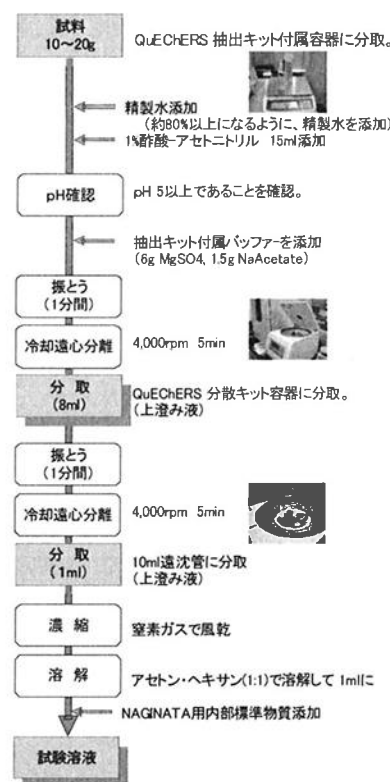 試料
10～20g
QuEChERS 抽出キット付属容器に分取。
精製水添加
(約80%以上になるように、精製水を添加)
1%酢酸-アセトニトリル 15ml添加
pH確認
pH 5以上であることを確認。
抽出キット付属バッファーを添加
(6g MgSO4, 1.5g NaAcetate)
振とう
(1分間)
冷却遠心分離
4,000rpm 5min
分 取
(8ml)
QuEChERS 分散キット容器に分取。
(上澄み液)
振とう
(1分間)
冷却遠心分離
4,000rpm 5min
分 取
(1ml)
10ml遠沈管に分取
(上澄み液)
濃 縮
窒素ガスで風乾
溶 解
アセトン・ヘキサン(1:1)で溶解して 1mlに
NAGINATA用内部標準物質添加
試験溶液